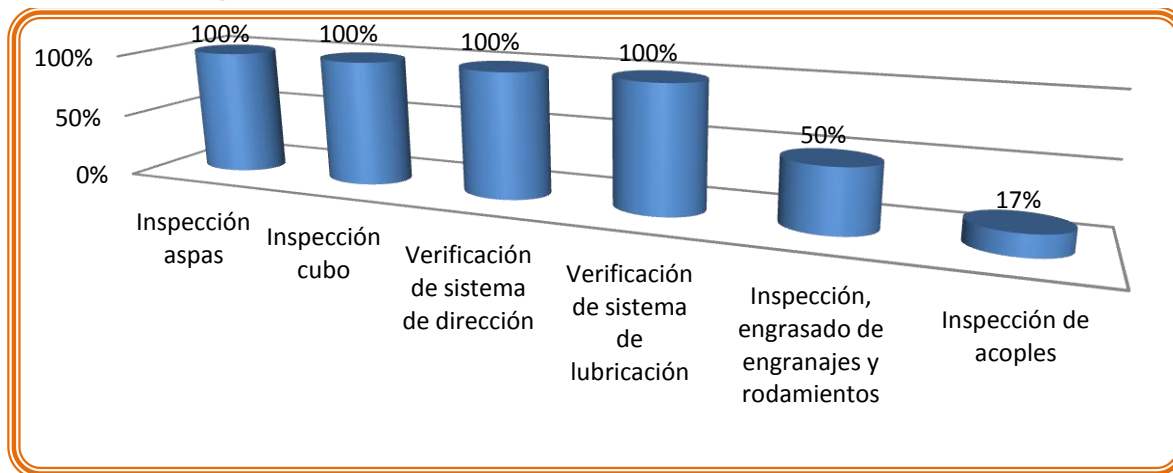 100%
50%
0%
100%
100%
100%
100%
50%
17%
Inspección
aspas
Inspección
cubo
Verificación
de sistema
de dirección
Verificación
de sistema
de
lubricación
Inspección,
engrasado de
engranajes y
rodamientos
Inspección de
acoples